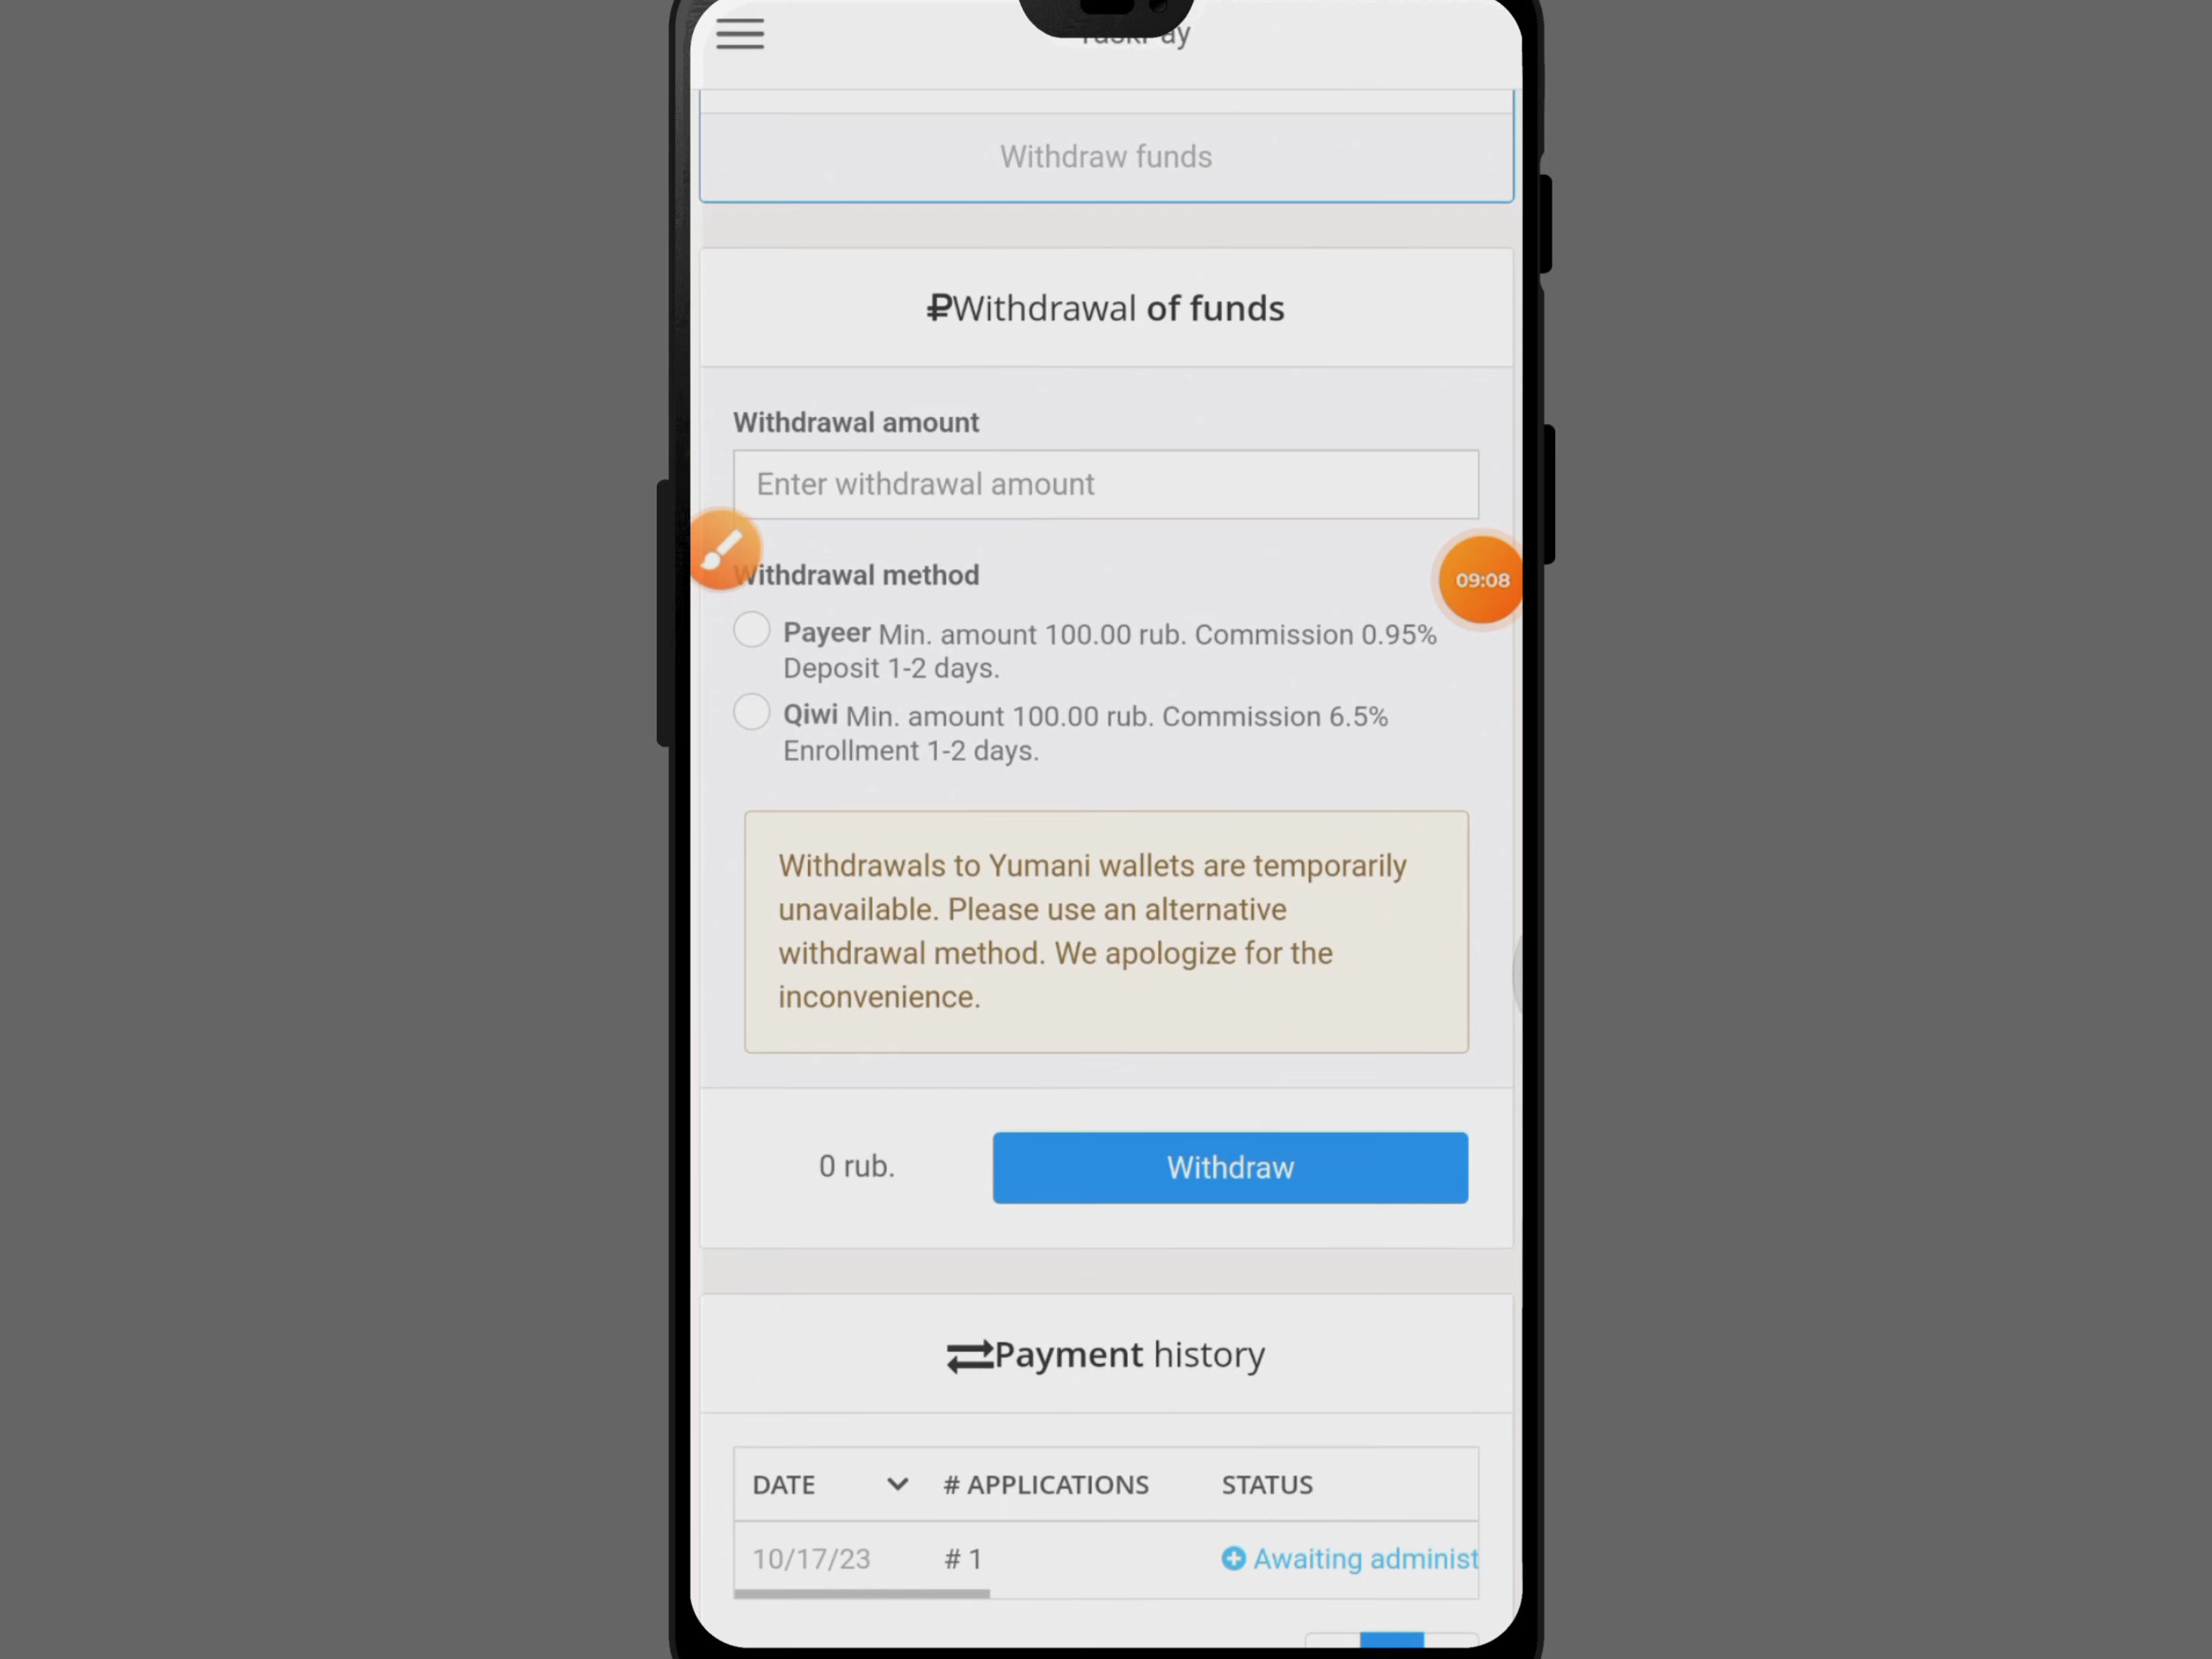 Withdraw funds
₽Withdrawal of funds
Withdrawal amount
Enter withdrawal amount
Withdrawal method
09:08
Payeer Min. amount 100.00 rub. Commission 0.95%
Deposit 1-2 days.
Qiwi Min. amount 100.00 rub. Commission 6.5%
Enrollment 1-2 days.
Withdrawals to Yumani wallets are temporarily
unavailable. Please use an alternative
withdrawal method. We apologize for the
inconvenience.
0 rub.
Withdraw
Payment history
DATE # APPLICATIONS STATUS
10/17/23 # 1 Awaiting administ